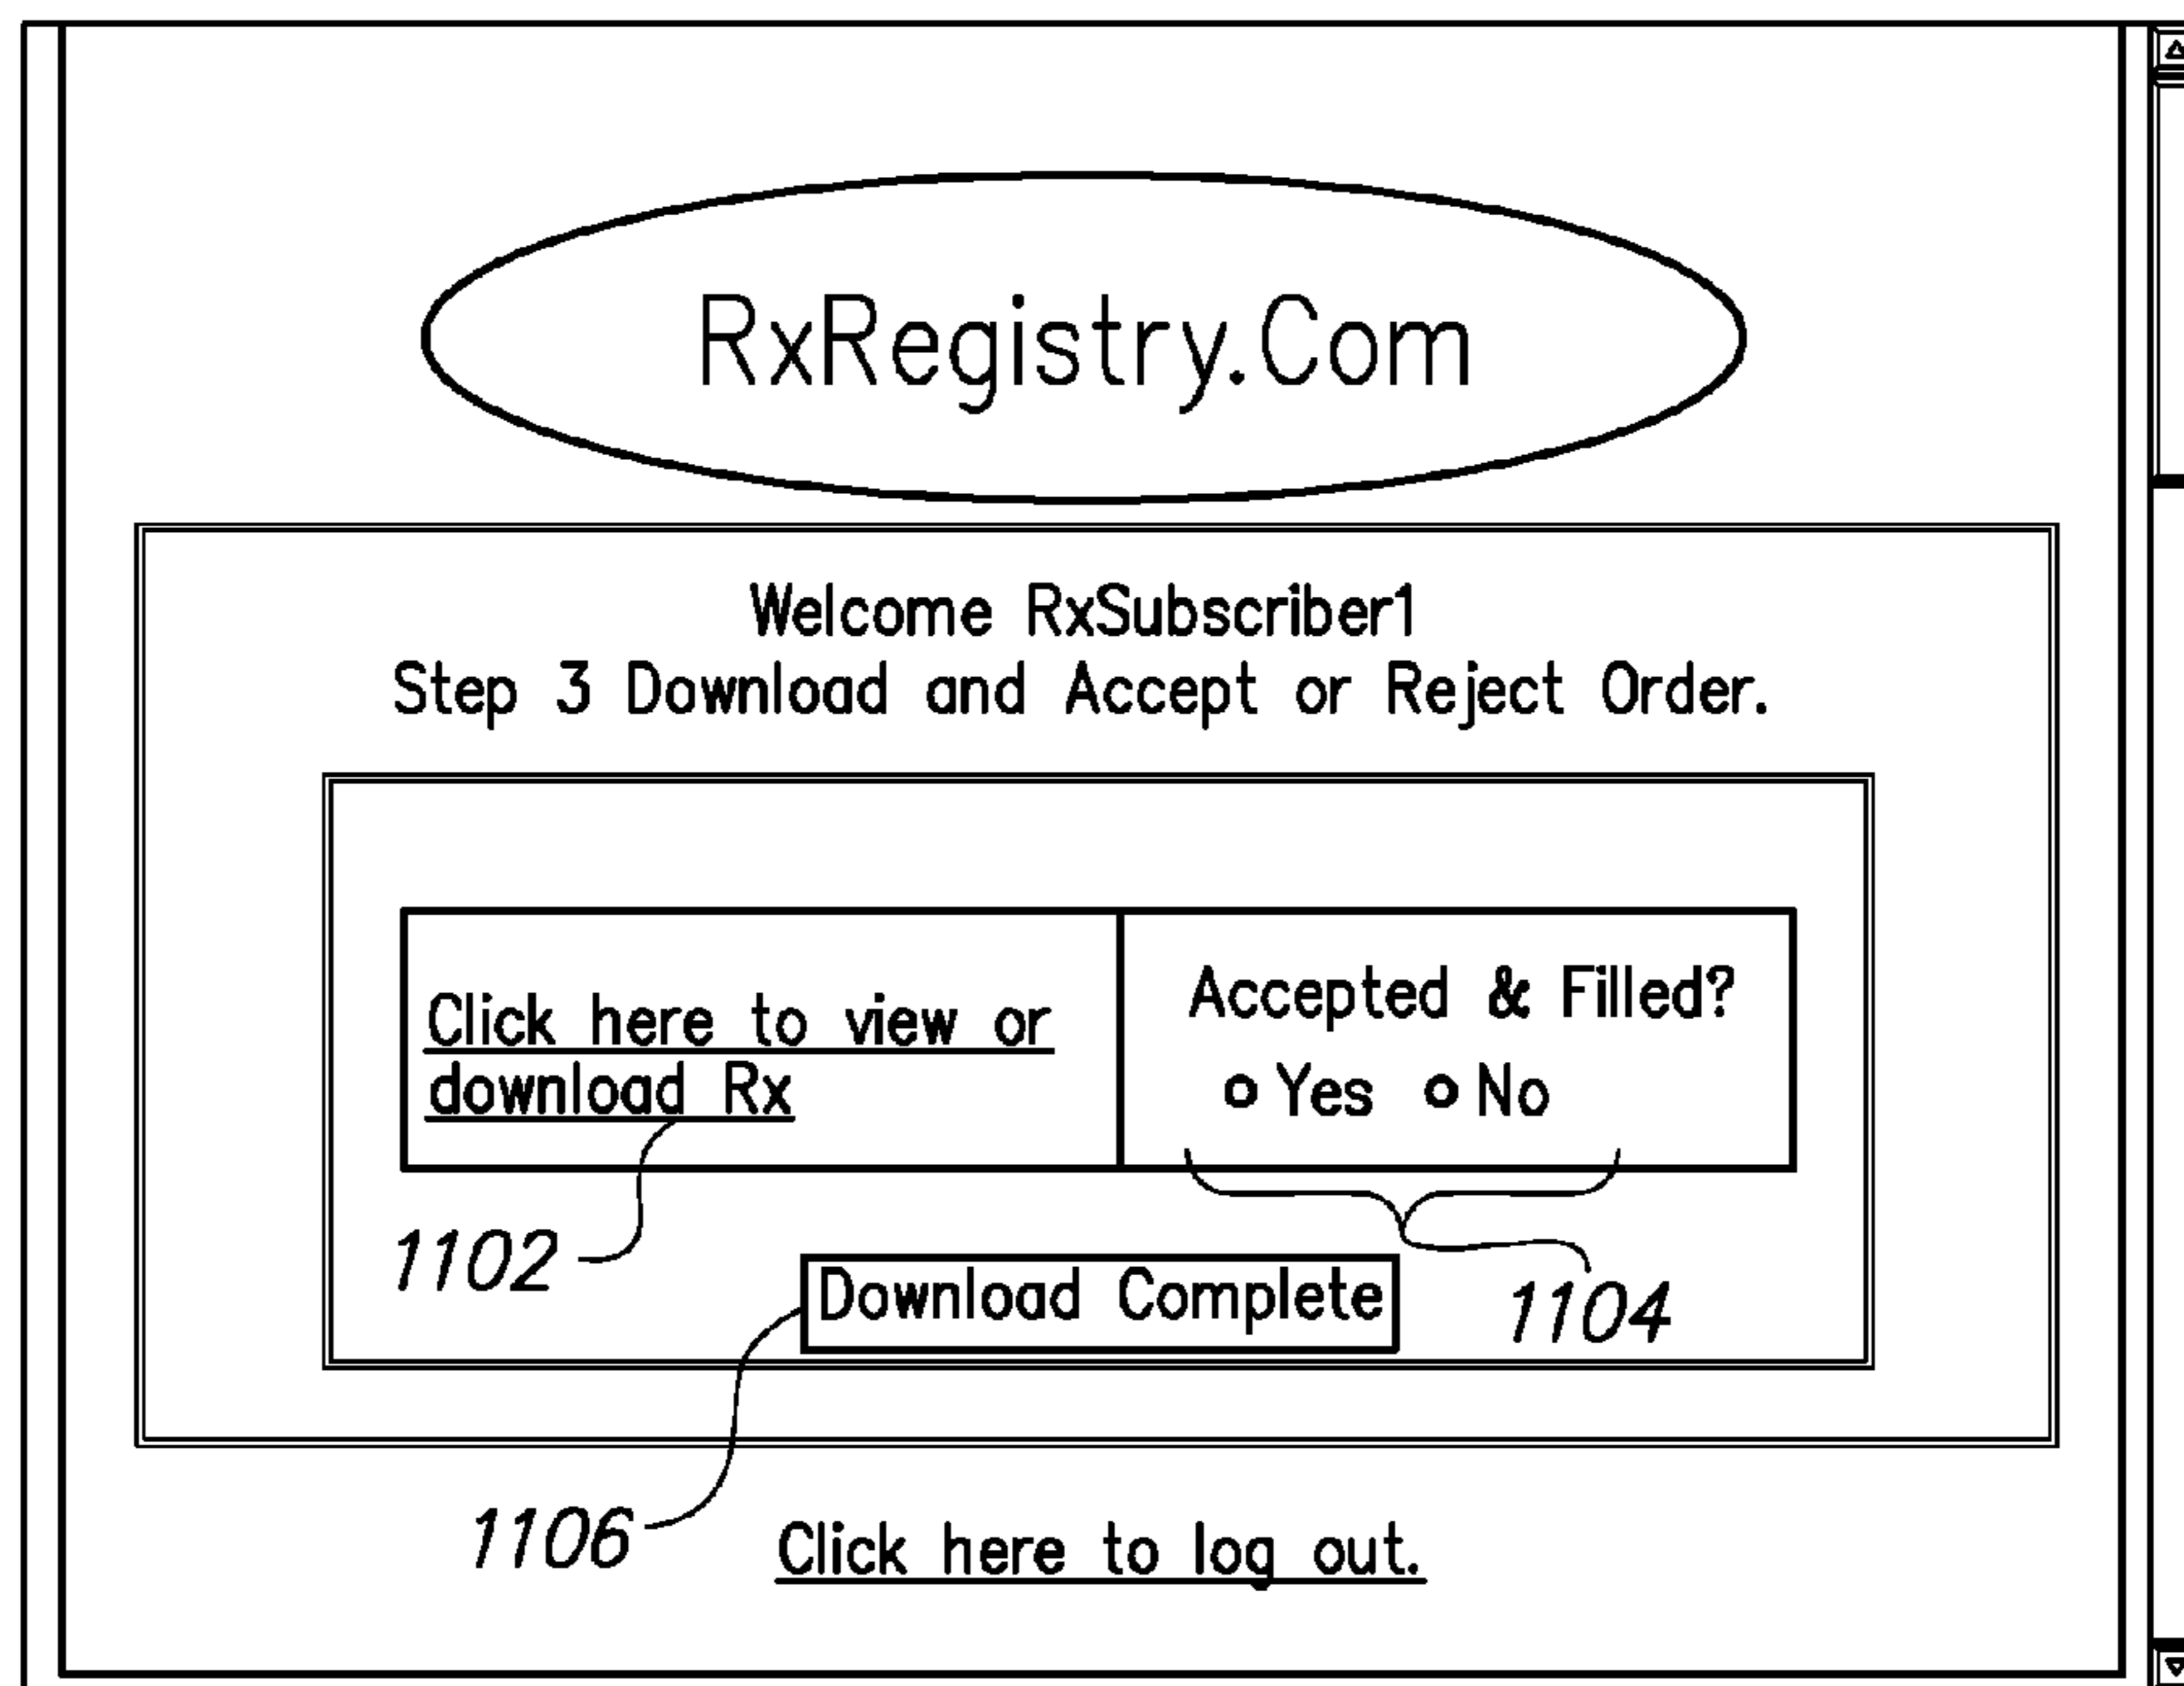 RxRegistry.Com
Welcome RxSubscriber1
Step 3 Download and Accept or Reject Order.
Click here to view or
download Rx
Accepted & Filled?
Yes No
1102
Download Complete
1104
1106
Click here to log out.